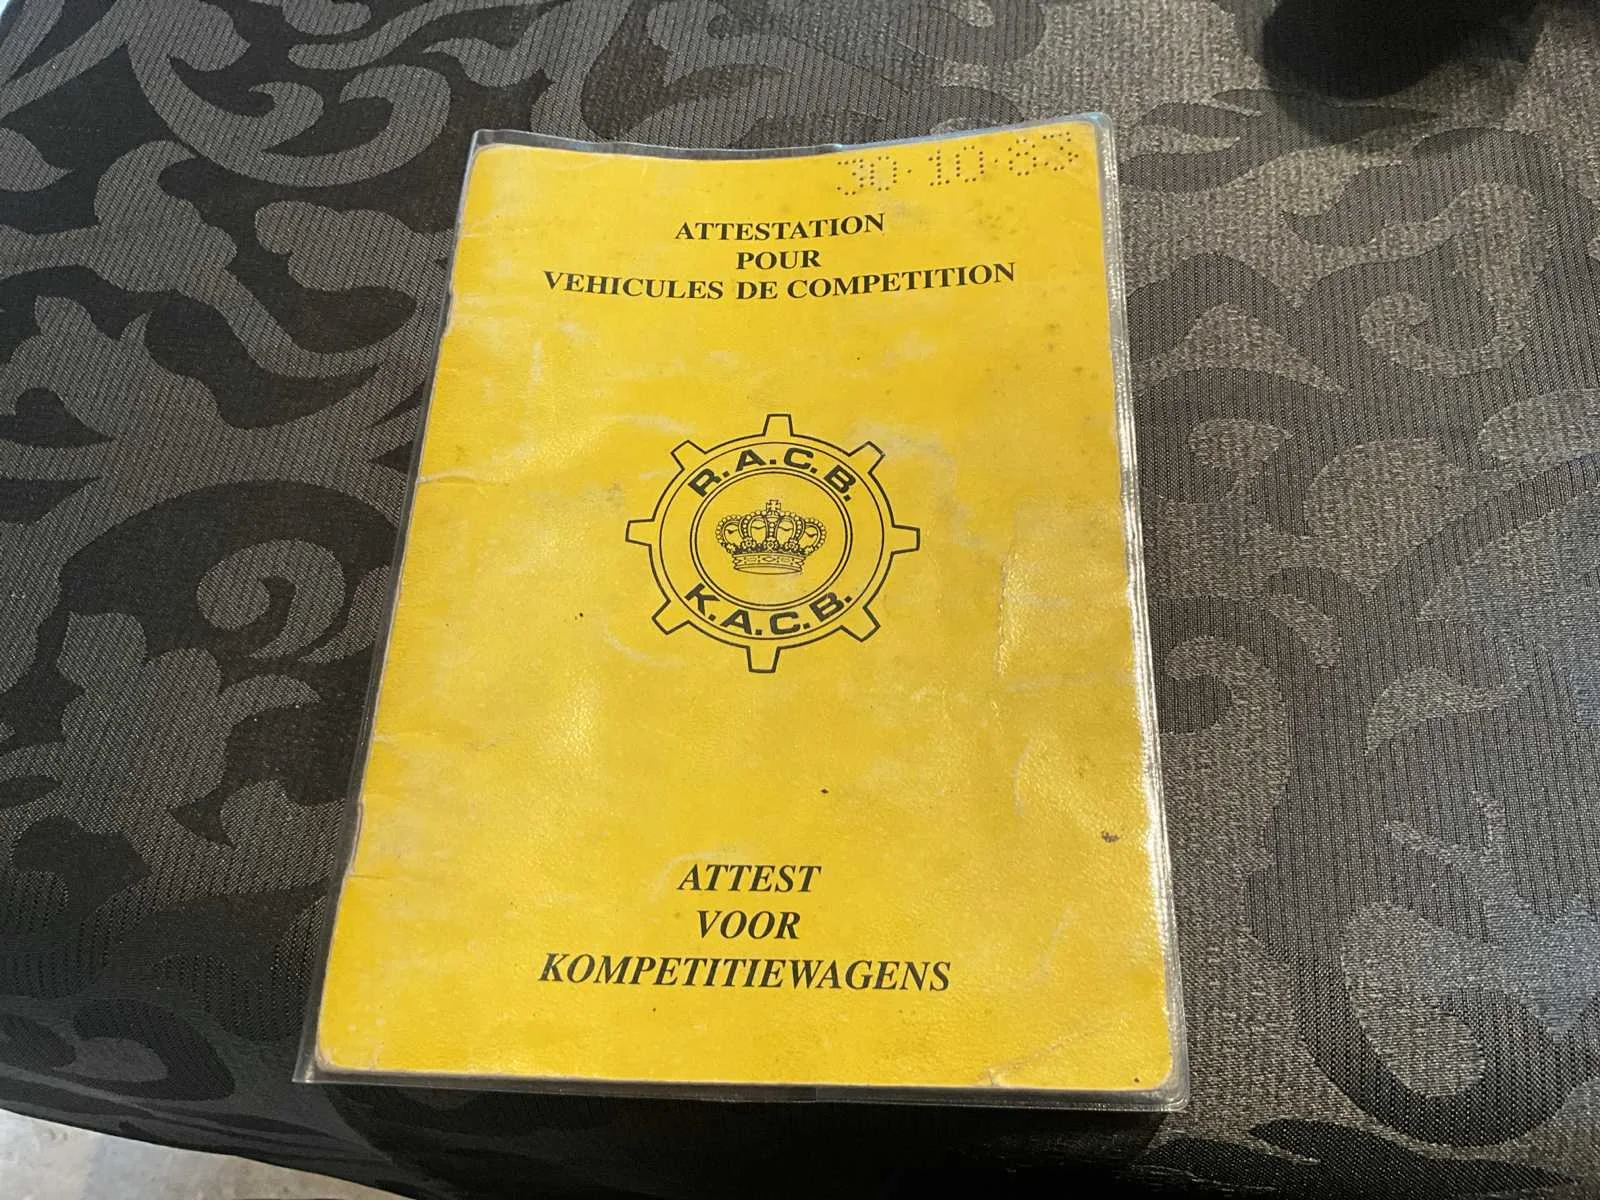 30·10·83
ATTESTATION
POUR
VEHICULES DE COMPETITION
R.A.C.B.
K.A.C.B.
ATTEST
VOOR
KOMPETITIEWAGENS